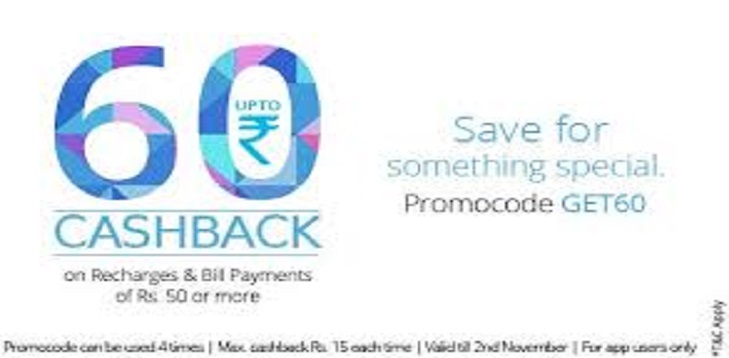 60
UPTO
₹
CASHBACK
on Recharges & Bill Payments
of Rs. 50 or more
Save for
something special.
Promocode GET60
Promocode can be used 4 times | Max. cashback Rs. 15 each time | Valid till 2nd November | For app users only
*T&C Apply